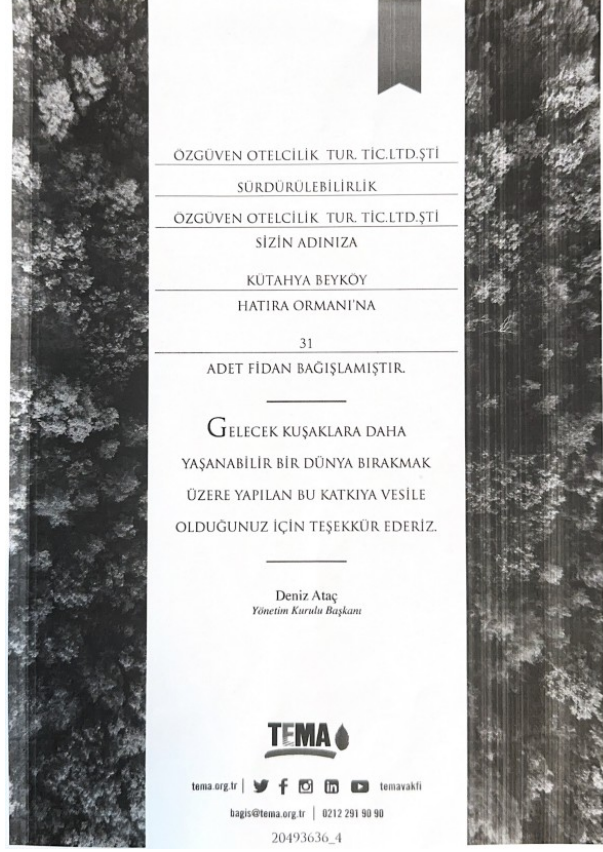 ÖZGÜVEN OTELCİLİK TUR. TİC.LTD.ŞTİ
SÜRDÜRÜLEBİLİRLİK
ÖZGÜVEN OTELCİLİK TUR. TİC.LTD.ŞTİ
SİZİN ADINIZA
KÜTAHYA BEYKÖY
HATIRA ORMANI'NA
31
ADET FİDAN BAĞIŞLAMIŞTIR.
GELECEK KUŞAKLARA DAHA
YAŞANABİLİR BİR DÜNYA BIRAKMAK
ÜZERE YAPILAN BU KATKIYA VESİLE
OLDUĞUNUZ İÇİN TEŞEKKÜR EDERİZ.
Deniz Ataç
Yönetim Kurulu Başkanı
TEMA
tema.org.tr | temavakfi
bagis@tema.org.tr | 0212 291 90 90
20493636_4